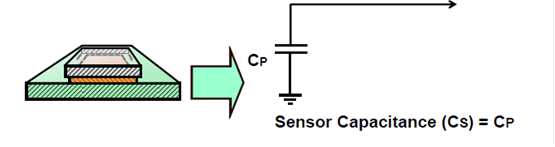 CP
Sensor Capacitance (CS) = CP